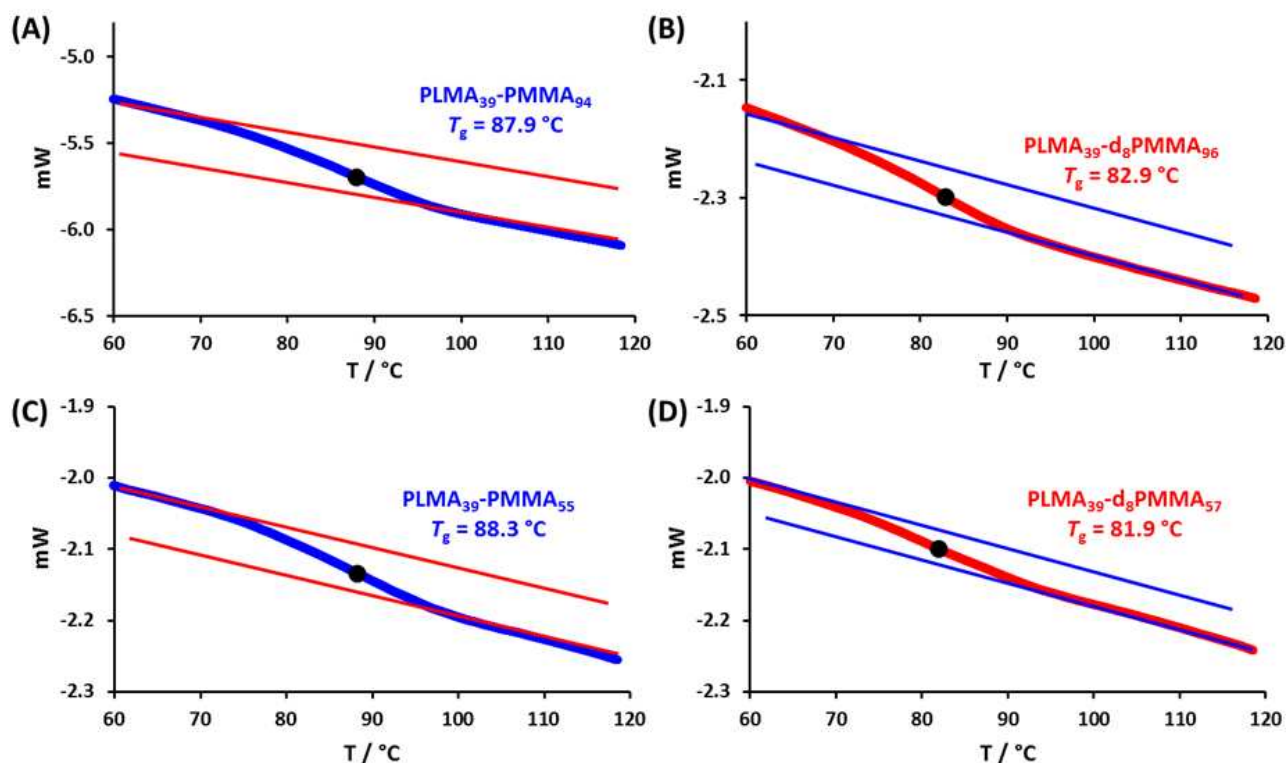 (A)
-5.0
-5.5
-6.0
-6.5
mW
PLMA₃₉-PMMA₉₄
Tg = 87.9 °C
60 70 80 90 100 110 120
T / °C
(B)
-2.1
-2.3
-2.5
mW
PLMA₃₉-d₈PMMA₉₆
Tg = 82.9 °C
60 70 80 90 100 110 120
T / °C
(C)
-1.9
-2.0
-2.1
-2.2
-2.3
mW
PLMA₃₉-PMMA₅₅
Tg = 88.3 °C
60 70 80 90 100 110 120
T / °C
(D)
-1.9
-2.0
-2.1
-2.2
-2.3
mW
PLMA₃₉-d₈PMMA₅₇
Tg = 81.9 °C
60 70 80 90 100 110 120
T / °C